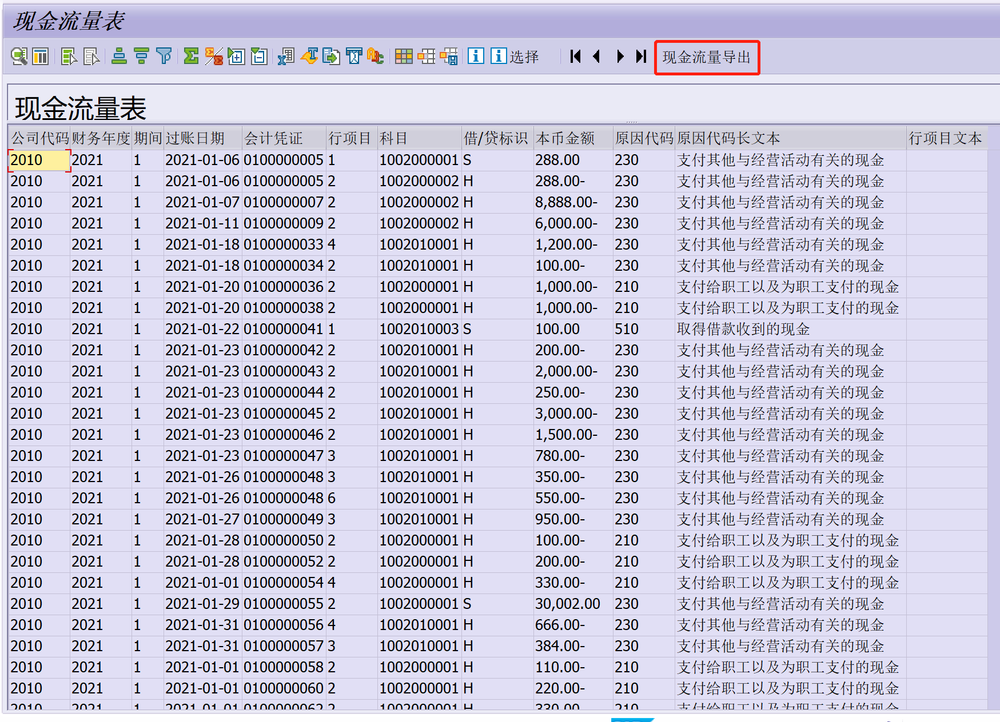 现金流量表
选择 现金流量导出
现金流量表
公司代码 财务年度 期间 过账日期 会计凭证 行项目 科目 借/贷标识 本币金额 原因代码 原因代码长文本 行项目文本
2010 2021 1 2021-01-06 0100000005 1 1002000001 S 288.00 230 支付其他与经营活动有关的现金
2010 2021 1 2021-01-06 0100000005 2 1002000002 H 288.00- 230 支付其他与经营活动有关的现金
2010 2021 1 2021-01-07 0100000007 2 1002000002 H 8,888.00- 230 支付其他与经营活动有关的现金
2010 2021 1 2021-01-11 0100000009 2 1002000002 H 6,000.00- 230 支付其他与经营活动有关的现金
2010 2021 1 2021-01-18 0100000033 4 1002010001 H 1,200.00- 230 支付其他与经营活动有关的现金
2010 2021 1 2021-01-18 0100000034 2 1002010001 H 100.00- 230 支付其他与经营活动有关的现金
2010 2021 1 2021-01-20 0100000036 2 1002000001 H 1,000.00- 210 支付给职工以及为职工支付的现金
2010 2021 1 2021-01-20 0100000038 2 1002000001 H 1,000.00- 210 支付给职工以及为职工支付的现金
2010 2021 1 2021-01-22 0100000041 1 1002010003 S 100.00 510 取得借款收到的现金
2010 2021 1 2021-01-23 0100000042 2 1002010001 H 200.00- 230 支付其他与经营活动有关的现金
2010 2021 1 2021-01-23 0100000043 2 1002010001 H 2,000.00- 230 支付其他与经营活动有关的现金
2010 2021 1 2021-01-23 0100000044 2 1002010001 H 250.00- 230 支付其他与经营活动有关的现金
2010 2021 1 2021-01-23 0100000045 2 1002010001 H 3,000.00- 230 支付其他与经营活动有关的现金
2010 2021 1 2021-01-23 0100000046 2 1002010001 H 1,500.00- 230 支付其他与经营活动有关的现金
2010 2021 1 2021-01-23 0100000047 3 1002010001 H 780.00- 230 支付其他与经营活动有关的现金
2010 2021 1 2021-01-26 0100000048 3 1002010001 H 350.00- 230 支付其他与经营活动有关的现金
2010 2021 1 2021-01-26 0100000048 6 1002010001 H 550.00- 230 支付其他与经营活动有关的现金
2010 2021 1 2021-01-27 0100000049 3 1002010001 H 950.00- 230 支付其他与经营活动有关的现金
2010 2021 1 2021-01-28 0100000050 2 1002000001 H 100.00- 210 支付给职工以及为职工支付的现金
2010 2021 1 2021-01-28 0100000052 2 1002000001 H 200.00- 210 支付给职工以及为职工支付的现金
2010 2021 1 2021-01-01 0100000054 4 1002000001 H 330.00- 210 支付给职工以及为职工支付的现金
2010 2021 1 2021-01-29 0100000055 2 1002000001 S 30,002.00 230 支付其他与经营活动有关的现金
2010 2021 1 2021-01-31 0100000056 4 1002010001 H 666.00- 230 支付其他与经营活动有关的现金
2010 2021 1 2021-01-31 0100000057 3 1002010001 H 384.00- 230 支付其他与经营活动有关的现金
2010 2021 1 2021-01-01 0100000058 2 1002000001 H 110.00- 210 支付给职工以及为职工支付的现金
2010 2021 1 2021-01-01 0100000060 2 1002000001 H 220.00- 210 支付给职工以及为职工支付的现金
2010 2021 1 2021-01-01 0100000062 2 1002000001 H 330.00 210 支付给职工以及为职工支付的现金